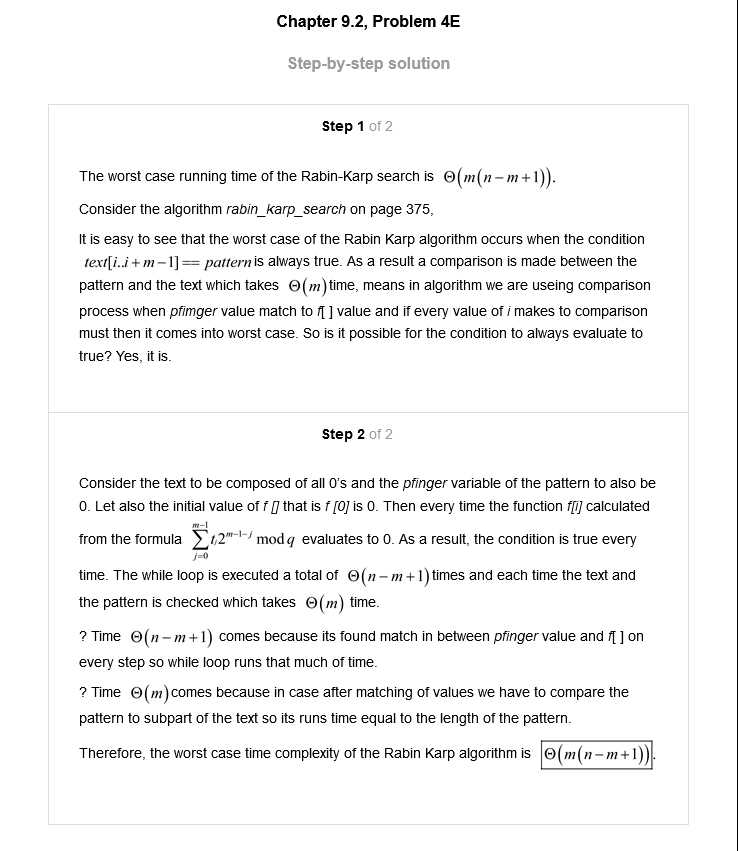 Chapter 9.2, Problem 4E
Step-by-step solution
Step 1 of 2
The worst case running time of the Rabin-Karp search is Θ(m(n−m+1)).
Consider the algorithm rabin_karp_search on page 375,
It is easy to see that the worst case of the Rabin Karp algorithm occurs when the condition
text[i..i+m−1]== pattern is always true. As a result a comparison is made between the
pattern and the text which takes Θ(m) time, means in algorithm we are useing comparison
process when pfimger value match to f[ ] value and if every value of i makes to comparison
must then it comes into worst case. So is it possible for the condition to always evaluate to
true? Yes, it is.
Step 2 of 2
Consider the text to be composed of all 0's and the pfinger variable of the pattern to also be
0. Let also the initial value of f [] that is f [0] is 0. Then every time the function f[i] calculated
from the formula ∑_{j=0}^{m−1} t_i 2^{m−1−j} mod q evaluates to 0. As a result, the condition is true every
time. The while loop is executed a total of Θ(n−m+1) times and each time the text and
the pattern is checked which takes Θ(m) time.
? Time Θ(n−m+1) comes because its found match in between pfinger value and f[ ] on
every step so while loop runs that much of time.
? Time Θ(m) comes because in case after matching of values we have to compare the
pattern to subpart of the text so its runs time equal to the length of the pattern.
Therefore, the worst case time complexity of the Rabin Karp algorithm is Θ(m(n−m+1)).